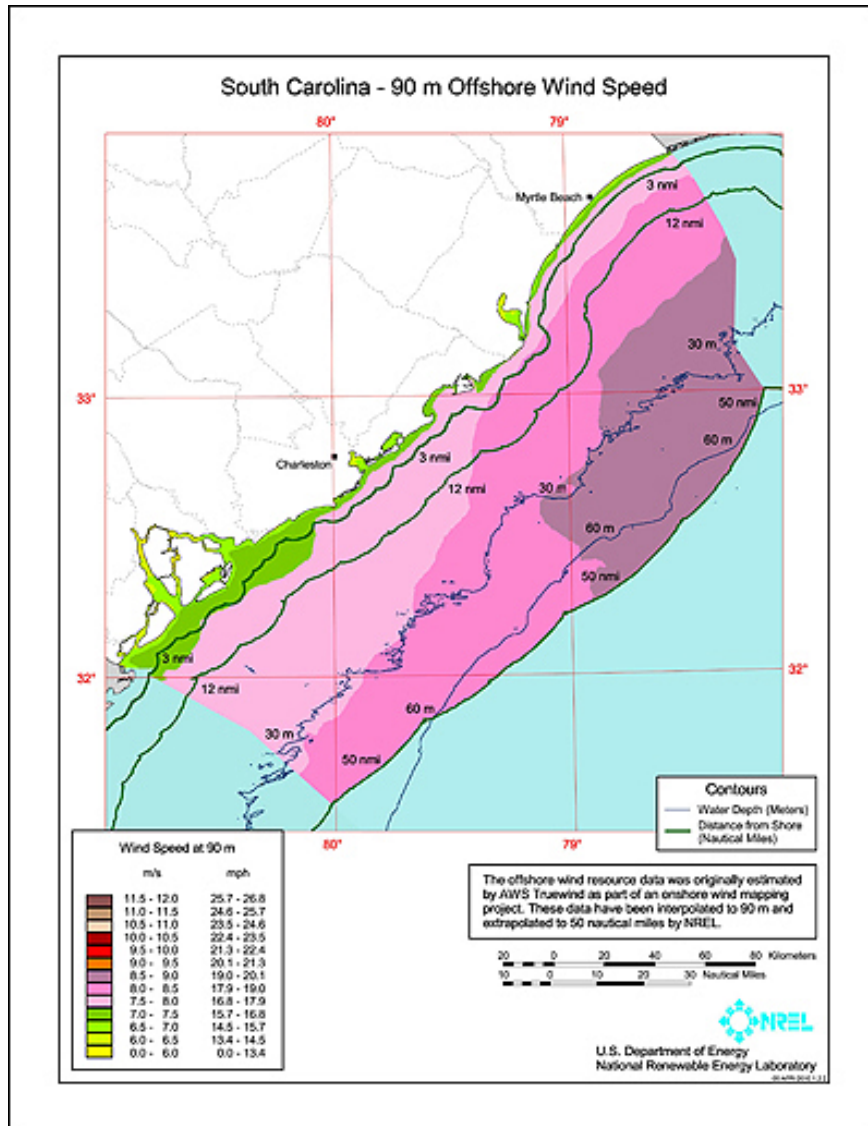 South Carolina - 90 m Offshore Wind Speed
80°
79°
Myrtle Beach
3 nmi
12 nmi
30 m
33°
33°
50 nmi
60 m
Charleston
3 nmi
12 nmi
30 m
60 m
50 nmi
3 nmi
32°
32°
12 nmi
60 m
30 m
50 nmi
80°
79°
Contours
Water Depth (Meters)
Distance from Shore
(Nautical Miles)
Wind Speed at 90 m
m/s mph
11.5 - 12.0 25.7 - 26.8
11.0 - 11.5 24.6 - 25.7
10.5 - 11.0 23.5 - 24.6
10.0 - 10.5 22.4 - 23.5
9.5 - 10.0 21.3 - 22.4
9.0 - 9.5 20.1 - 21.3
8.5 - 9.0 19.0 - 20.1
8.0 - 8.5 17.9 - 19.0
7.5 - 8.0 16.8 - 17.9
7.0 - 7.5 15.7 - 16.8
6.5 - 7.0 14.5 - 15.7
6.0 - 6.5 13.4 - 14.5
0.0 - 6.0 0.0 - 13.4
The offshore wind resource data was originally estimated
by AWS Truewind as part of an onshore wind mapping
project. These data have been interpolated to 90 m and
extrapolated to 50 nautical miles by NREL.
20 0 20 40 60 80 Kilometers
10 0 10 20 30 Nautical Miles
NREL
U.S. Department of Energy
National Renewable Energy Laboratory